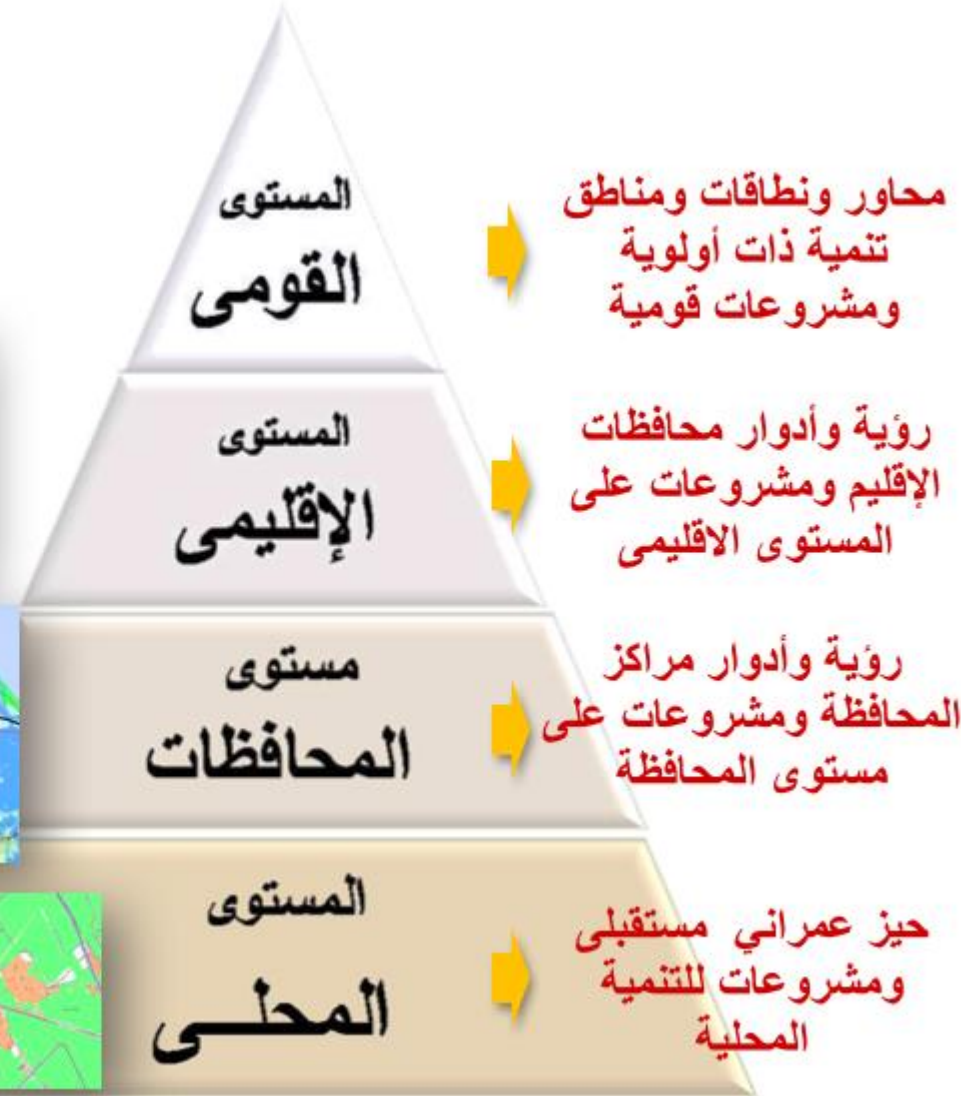 المستوى
القومى
محاور ونطاقات ومناطق
تنمية ذات أولوية
ومشروعات قومية
المستوى
الإقليمى
رؤية وأدوار محافظات
الإقليم ومشروعات على
المستوى الاقليمى
مستوى
المحافظات
رؤية وأدوار مراكز
المحافظة ومشروعات على
مستوى المحافظة
المستوى
المحلــى
حيز عمراني مستقبلى
ومشروعات للتنمية
المحلية